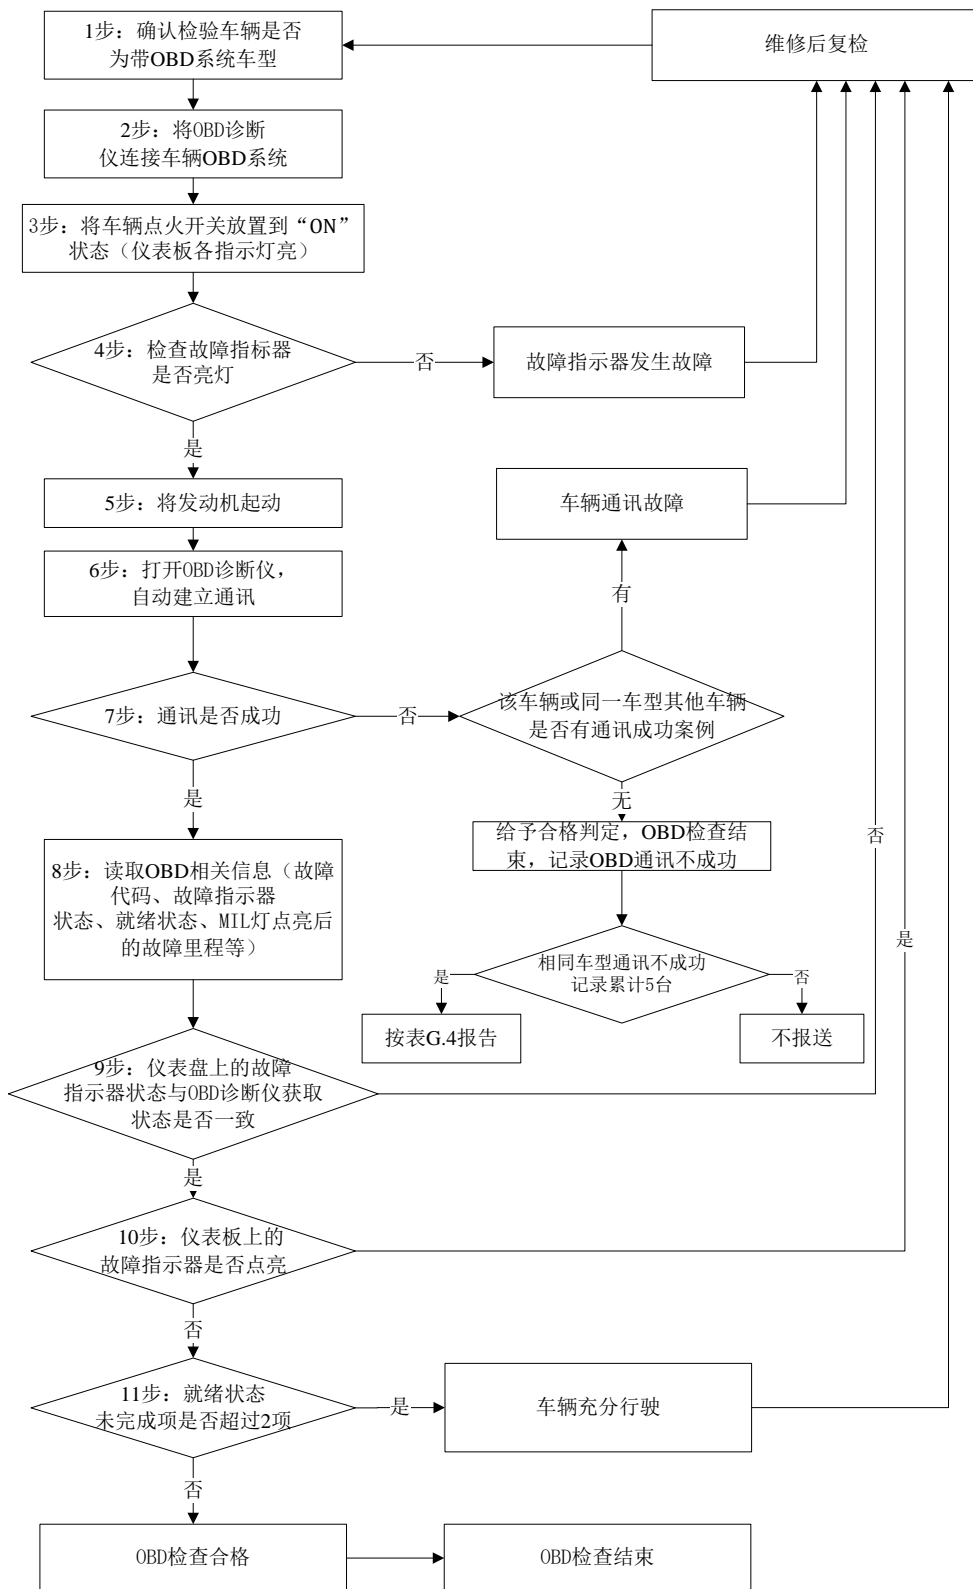 1步：确认检验车辆是否
为带OBD系统车型
维修后复检
2步：将OBD诊断
仪连接车辆OBD系统
3步：将车辆点火开关放置到“ON”
状态（仪表板各指示灯亮）
4步：检查故障指标器
是否亮灯
否
故障指示器发生故障
是
5步：将发动机起动
车辆通讯故障
6步：打开OBD诊断仪，
自动建立通讯
有
7步：通讯是否成功
否
该车辆或同一车型其他车辆
是否有通讯成功案例
是
无
给予合格判定，OBD检查结
束，记录OBD通讯不成功
否
8步：读取OBD相关信息（故障
代码、故障指示器
状态、就绪状态、MIL灯点亮后
的故障里程等）
是
相同车型通讯不成功
记录累计5台
是
否
按表G.4报告
不报送
9步：仪表盘上的故障
指示器状态与OBD诊断仪获取
状态是否一致
是
10步：仪表板上的
故障指示器是否点亮
否
11步：就绪状态
未完成项是否超过2项
是
车辆充分行驶
否
OBD检查合格
OBD检查结束